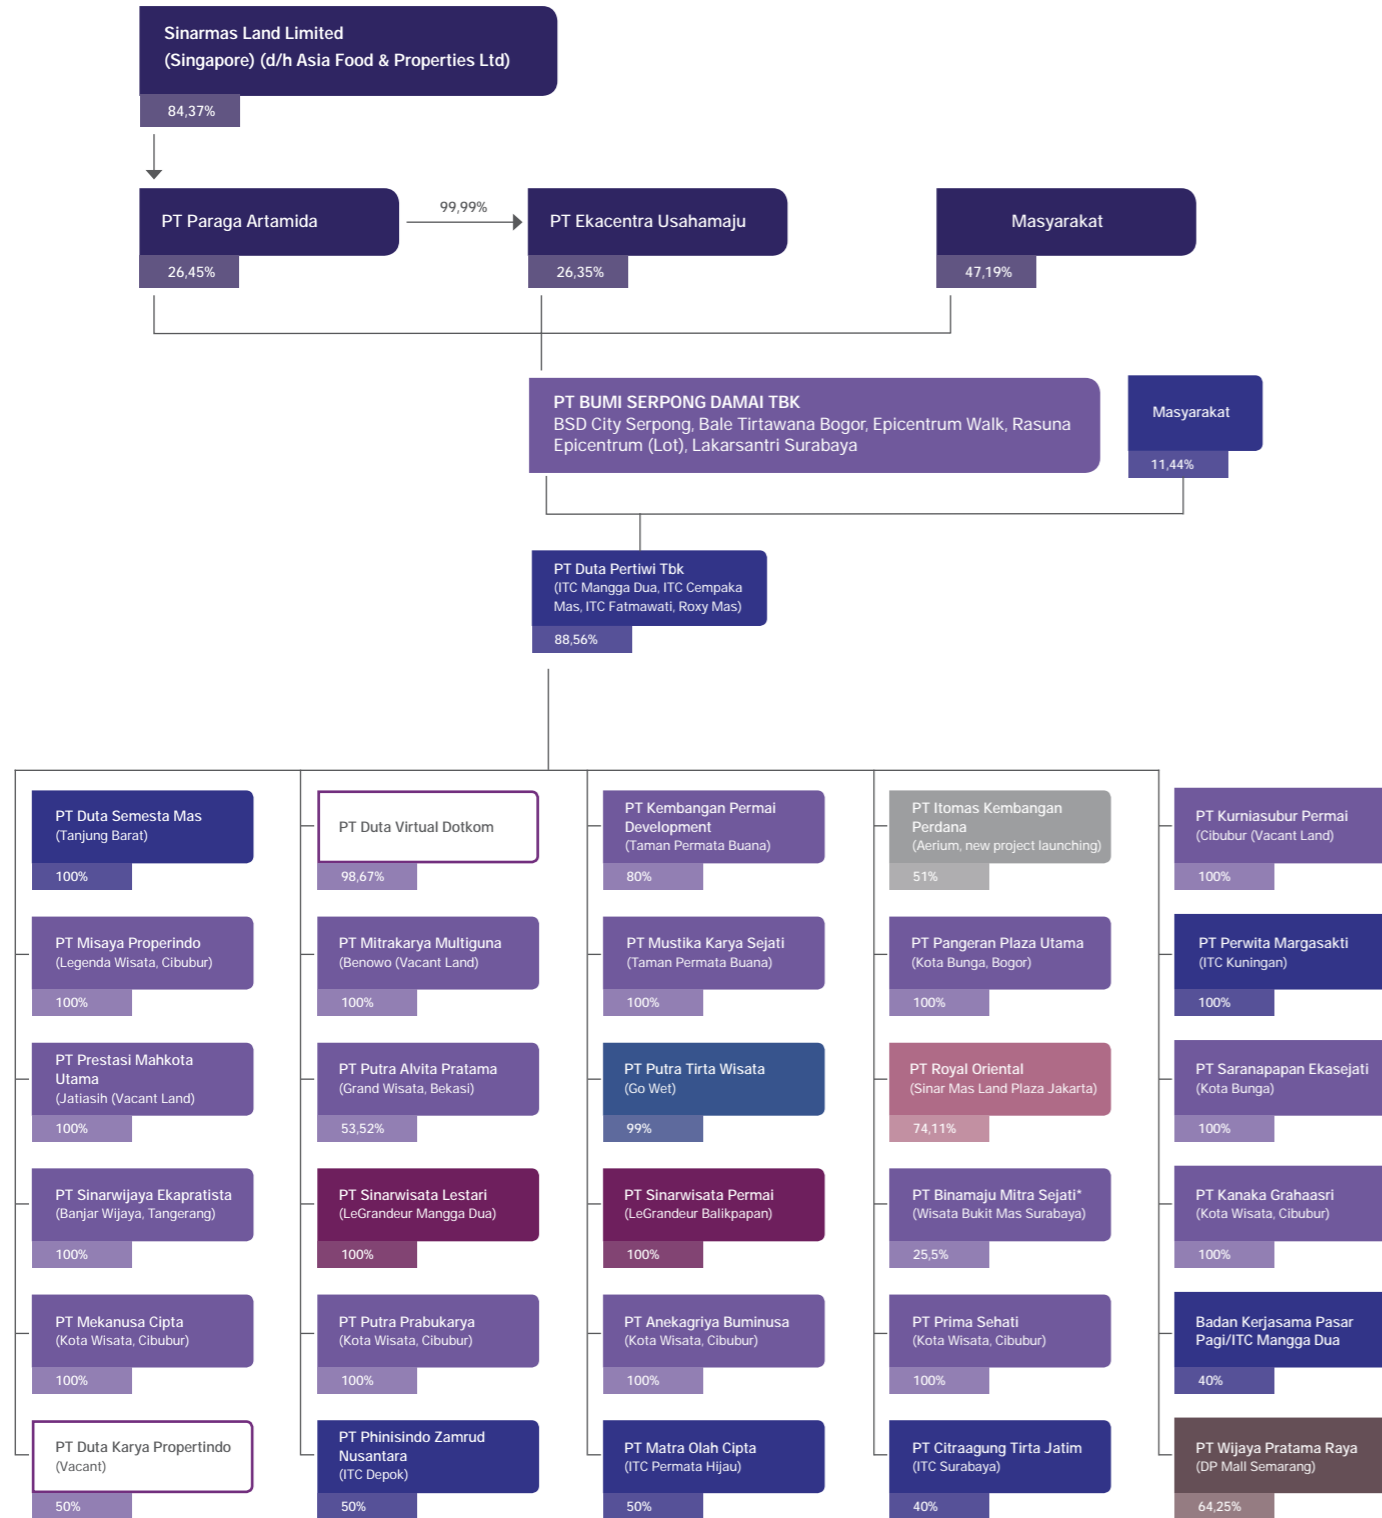 Sinarmas Land Limited
(Singapore) (d/h Asia Food & Properties Ltd)
84,37%
PT Paraga Artamida
26,45%
99,99%
PT Ekacentra Usahamaju
26,35%
Masyarakat
47,19%
PT BUMI SERPONG DAMAI TBK
BSD City Serpong, Bale Tirtawana Bogor, Epicentrum Walk, Rasuna
Epicentrum (Lot), Lakarsantri Surabaya
Masyarakat
11,44%
PT Duta Pertiwi Tbk
(ITC Mangga Dua, ITC Cempaka
Mas, ITC Fatmawati, Roxy Mas)
88,56%
PT Duta Semesta Mas
(Tanjung Barat)
100%
PT Duta Virtual Dotkom
98,67%
PT Kembangan Permai
Development
(Taman Permata Buana)
80%
PT Itomas Kembangan
Perdana
(Aerium, new project launching)
51%
PT Kurniasubur Permai
(Cibubur (Vacant Land)
100%
PT Misaya Properindo
(Legenda Wisata, Cibubur)
100%
PT Mitrakarya Multiguna
(Benowo (Vacant Land)
100%
PT Mustika Karya Sejati
(Taman Permata Buana)
100%
PT Pangeran Plaza Utama
(Kota Bunga, Bogor)
100%
PT Perwita Margasakti
(ITC Kuningan)
100%
PT Prestasi Mahkota
Utama
(Jatiasih (Vacant Land)
100%
PT Putra Alvita Pratama
(Grand Wisata, Bekasi)
53,52%
PT Putra Tirta Wisata
(Go Wet)
99%
PT Royal Oriental
(Sinar Mas Land Plaza Jakarta)
74,11%
PT Saranapapan Ekasejati
(Kota Bunga)
100%
PT Sinarwijaya Ekapratista
(Banjar Wijaya, Tangerang)
100%
PT Sinarwisata Lestari
(LeGrandeur Mangga Dua)
100%
PT Sinarwisata Permai
(LeGrandeur Balikpapan)
100%
PT Binamaju Mitra Sejati*
(Wisata Bukit Mas Surabaya)
25,5%
PT Kanaka Grahaasri
(Kota Wisata, Cibubur)
100%
PT Mekanusa Cipta
(Kota Wisata, Cibubur)
100%
PT Putra Prabukarya
(Kota Wisata, Cibubur)
100%
PT Anekagriya Buminusa
(Kota Wisata, Cibubur)
100%
PT Prima Sehati
(Kota Wisata, Cibubur)
100%
Badan Kerjasama Pasar
Pagi/ITC Mangga Dua
40%
PT Duta Karya Propertindo
(Vacant)
50%
PT Phinisindo Zamrud
Nusantara
(ITC Depok)
50%
PT Matra Olah Cipta
(ITC Permata Hijau)
50%
PT Citraagung Tirta Jatim
(ITC Surabaya)
40%
PT Wijaya Pratama Raya
(DP Mall Semarang)
64,25%